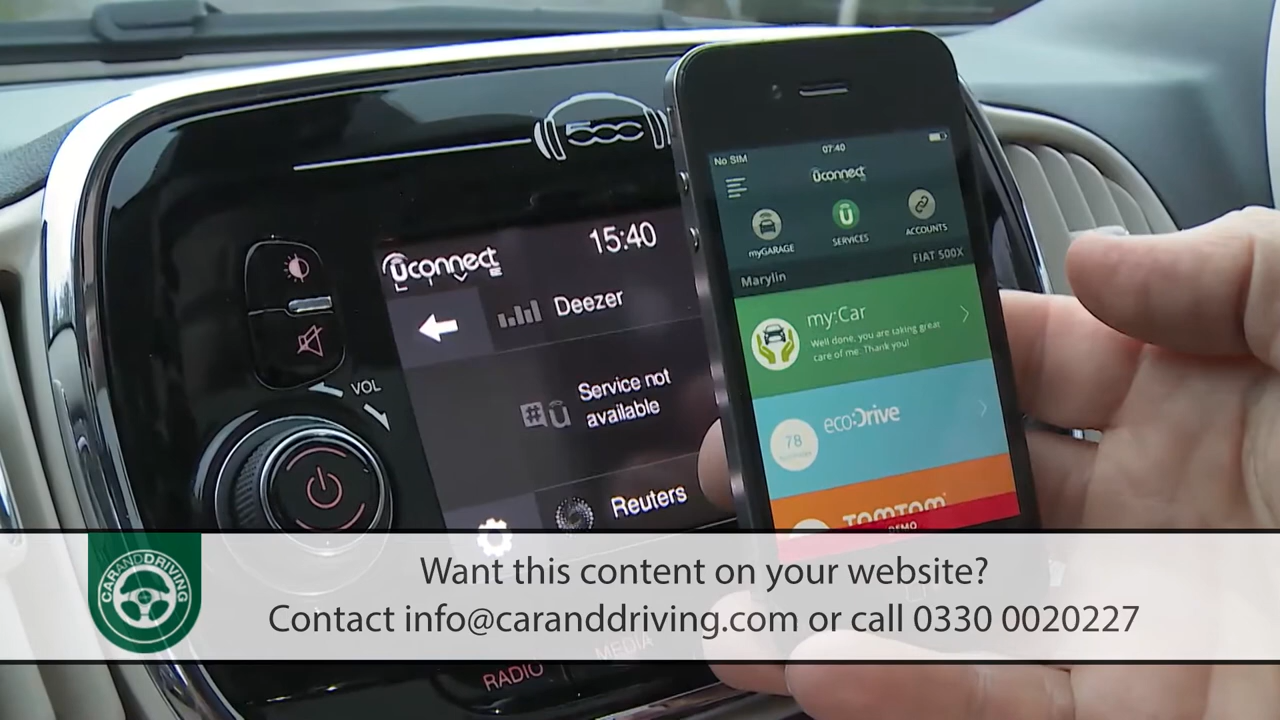 500
uconnect
15:40
Deezer
Service not
available
Reuters
VOL
RADIO
MEDIA
No SIM
07:40
uconnect
myGARAGE
SERVICES
ACCOUNTS
Marylin
FIAT 500X
my:Car
Well done, you are taking great
care of me. Thank you!
eco:Drive
78
TOMTOM
DEMO
CARANDDRIVING
Want this content on your website?
Contact info@caranddriving.com or call 0330 0020227